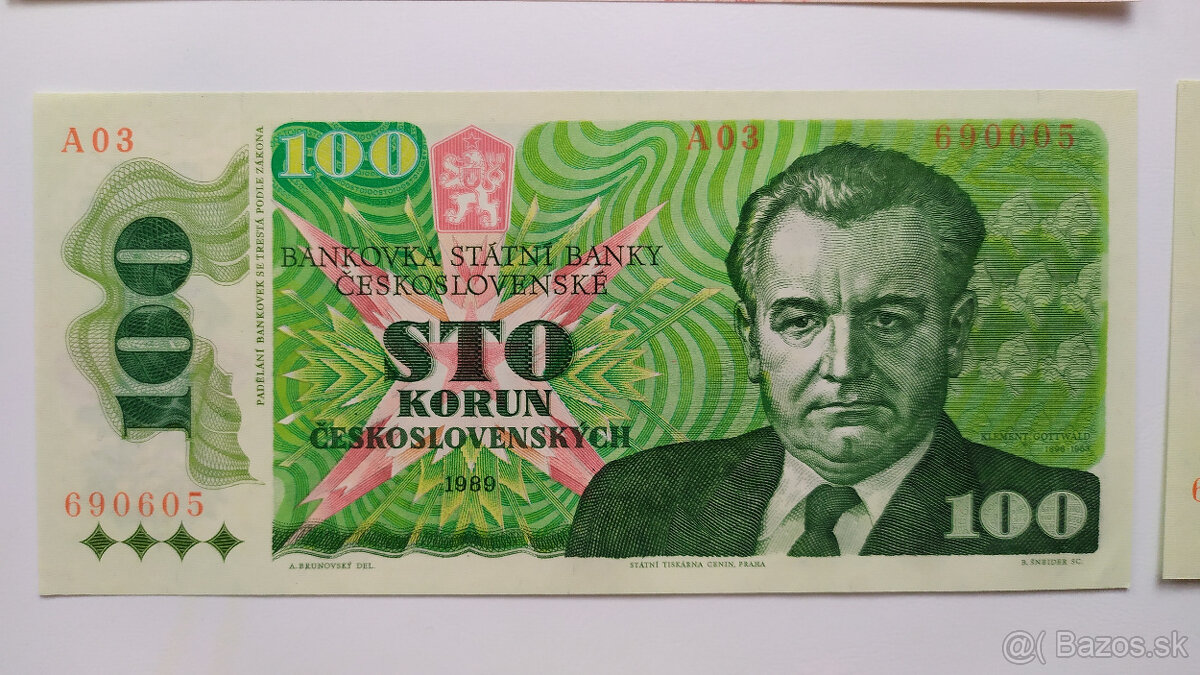 A03
100
PADĚLÁNÍ BANKOVEK SE TRESTÁ PODLE ZÁKONA
100
A03
690605
BANKOVKA STÁTNÍ BANKY
ČESKOSLOVENSKÉ
STO
KORUN
ČESKOSLOVENSKÝCH
1989
KLEMENT GOTTWALD
1896-1953
690605
100
A. BRUNOVSKÝ DEL.
STÁTNÍ TISKÁRNA CENIN, PRAHA
B. ŠNEIDER SC.
@( Bazos.sk